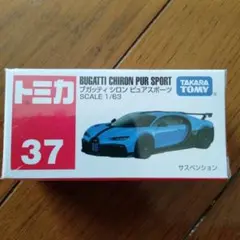 トミカ
37
BUGATTI CHIRON PUR SPORT
ブガッティ シロン ピュアスポーツ
SCALE 1/63
TAKARA
TOMY
サスペンション